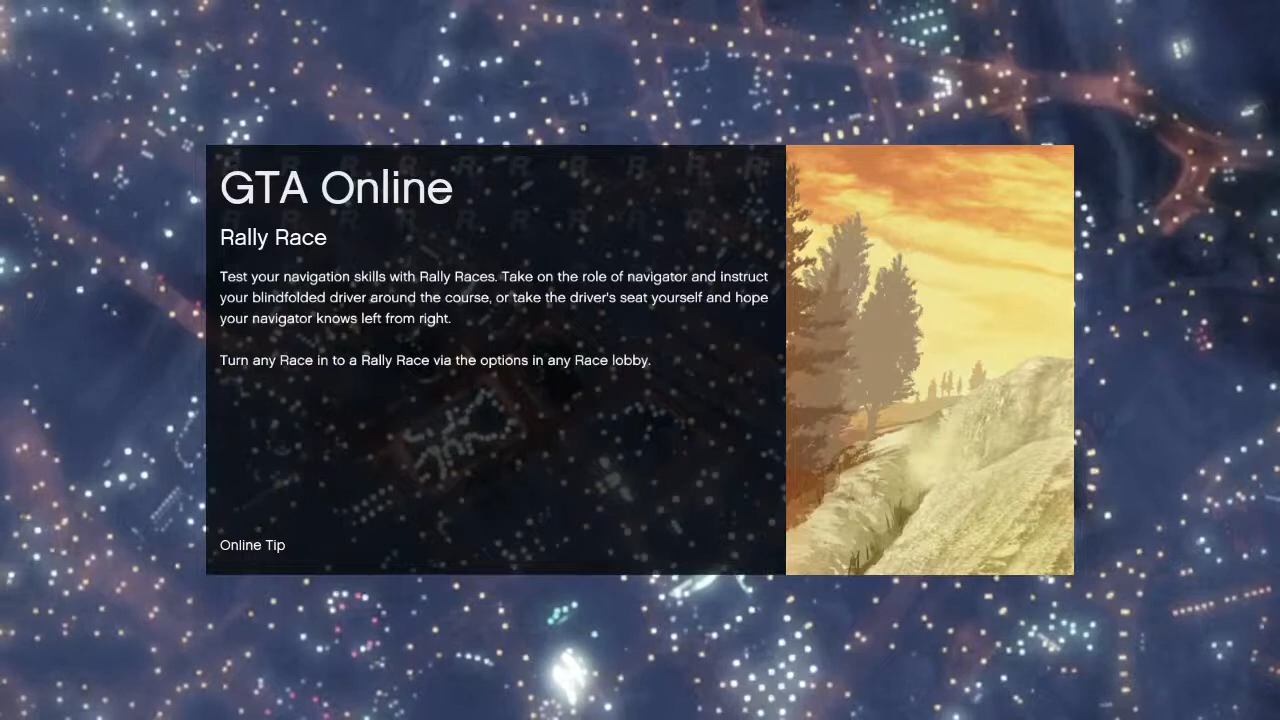 GTA Online
Rally Race
Test your navigation skills with Rally Races. Take on the role of navigator and instruct
your blindfolded driver around the course, or take the driver's seat yourself and hope
your navigator knows left from right.
Turn any Race in to a Rally Race via the options in any Race lobby.
Online Tip